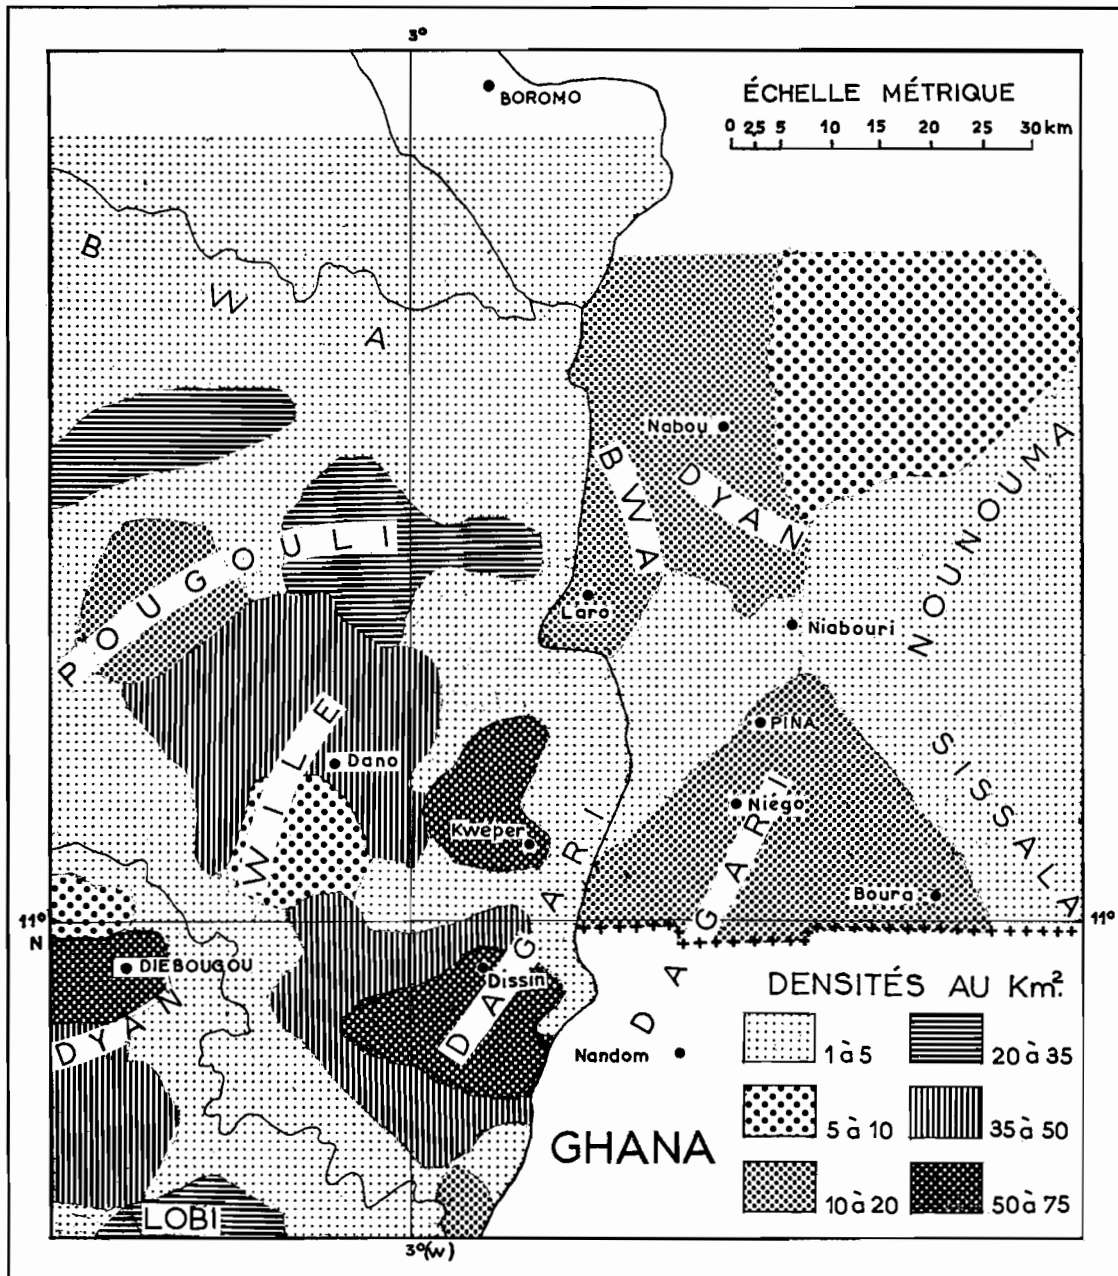 3°
BOROMO
ÉCHELLE MÉTRIQUE
0 2,5 5 10 15 20 25 30 km
BWA
Nabou
BWA
DYAN
NOUNOUMA
POUGOULI
Laro
Niabouri
PINA
SISSALA
WILE
Dano
Niégo
Kweper
DAGARI
Boura
11°
N
11°
DIEBOUGOU
DYAN
Dissin
DAGARI
Nandom
GHANA
LOBI
DENSITÉS AU Km².
1 à 5
20 à 35
5 à 10
35 à 50
10 à 20
50 à 75
3°(w)